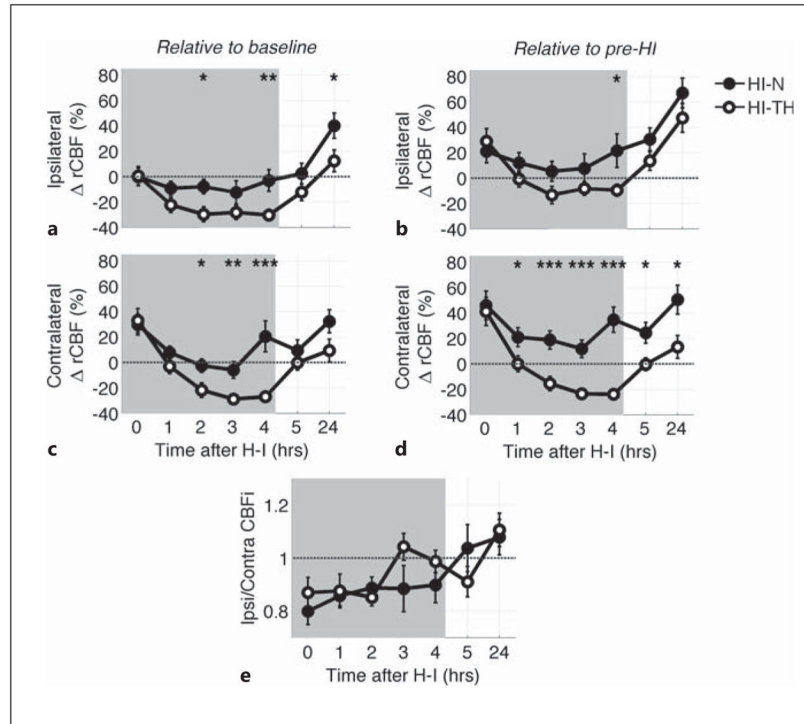 Relative to baseline
Relative to pre-HI
80
60
40
20
0
-20
-40
Ipsilateral
Δ rCBF (%)
* ** *
a
80
60
40
20
0
-20
-40
Ipsilateral
Δ rCBF (%)
*
b
HI-N
HI-TH
80
60
40
20
0
-20
-40
Contralateral
Δ rCBF (%)
* ** ***
0 1 2 3 4 5 24
Time after H-I (hrs)
c
80
60
40
20
0
-20
-40
Contralateral
Δ rCBF (%)
* *** *** *** * *
0 1 2 3 4 5 24
Time after H-I (hrs)
d
1.2
1
0.8
Ipsi/Contra CBFi
0 1 2 3 4 5 24
Time after H-I (hrs)
e